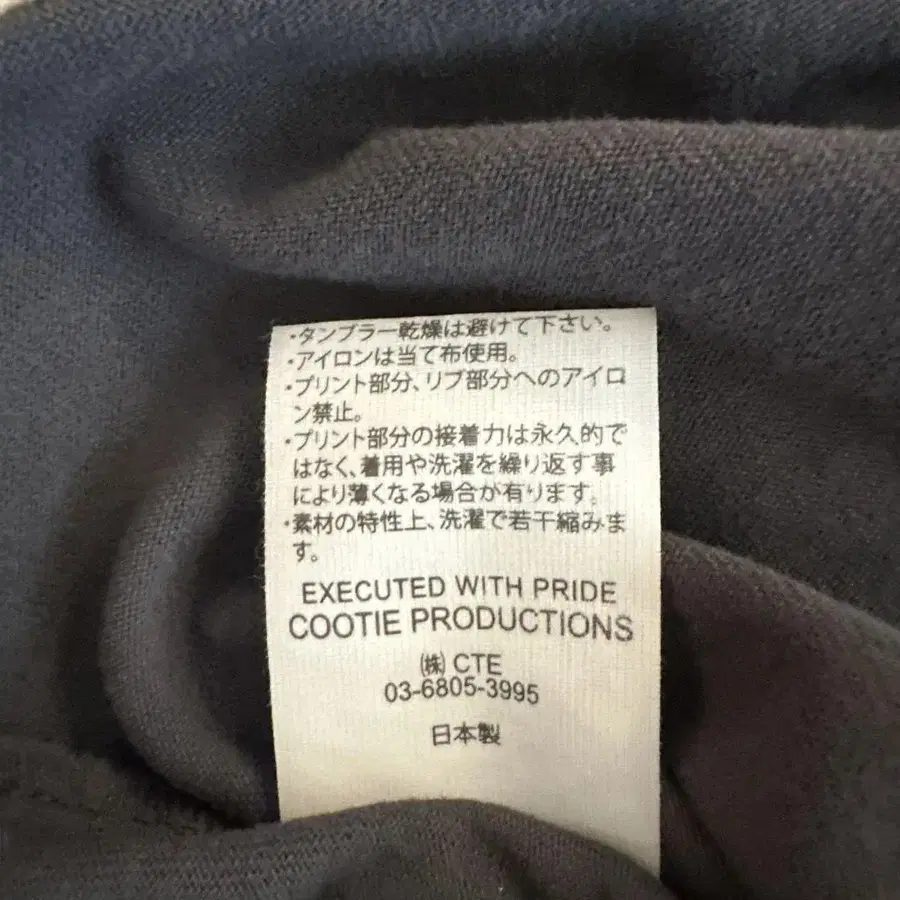 ・タンブラー乾燥は避けて下さい。
・アイロンは当て布使用。
・プリント部分、リブ部分へのアイロ
ン禁止。
・プリント部分の接着力は永久的で
はなく、着用や洗濯を繰り返す事
により薄くなる場合が有ります。
・素材の特性上、洗濯で若干縮みま
す。
EXECUTED WITH PRIDE
COOTIE PRODUCTIONS
㈱ CTE
03-6805-3995
日本製